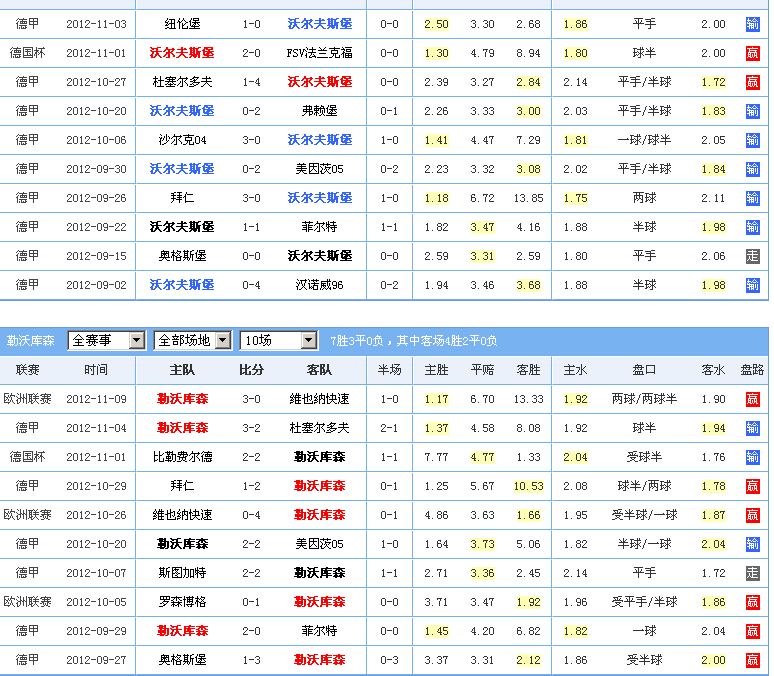 德甲 2012-11-03 纽伦堡 1-0 沃尔夫斯堡 0-0 2.50 3.30 2.68 1.86 平手 2.00 输
德国杯 2012-11-01 沃尔夫斯堡 2-0 FSV法兰克福 0-0 1.30 4.79 8.94 1.80 球半 2.00 赢
德甲 2012-10-27 杜塞尔多夫 1-4 沃尔夫斯堡 0-0 2.39 3.27 2.84 2.14 平手/半球 1.72 赢
德甲 2012-10-20 沃尔夫斯堡 0-2 弗赖堡 0-1 2.26 3.33 3.00 2.03 平手/半球 1.83 输
德甲 2012-10-06 沙尔克04 3-0 沃尔夫斯堡 1-0 1.41 4.47 7.29 1.81 一球/球半 2.05 输
德甲 2012-09-30 沃尔夫斯堡 0-2 美因茨05 0-2 2.23 3.32 3.08 2.02 平手/半球 1.84 输
德甲 2012-09-26 拜仁 3-0 沃尔夫斯堡 1-0 1.18 6.72 13.85 1.75 两球 2.11 输
德甲 2012-09-22 沃尔夫斯堡 1-1 菲尔特 1-1 1.82 3.47 4.16 1.88 半球 1.98 输
德甲 2012-09-15 奥格斯堡 0-0 沃尔夫斯堡 0-0 2.59 3.31 2.59 1.80 平手 2.06 走
德甲 2012-09-02 沃尔夫斯堡 0-4 汉诺威96 0-2 1.94 3.46 3.68 1.88 半球 1.98 输
勒沃库森 全赛事 全部场地 10场 7胜3平0负，其中客场4胜2平0负
联赛 时间 主队 比分 客队 半场 主胜 平赔 客胜 主水 盘口 客水 盘路
欧洲联赛 2012-11-09 勒沃库森 3-0 维也纳快速 1-0 1.17 6.70 13.33 1.92 两球/两球半 1.90 赢
德甲 2012-11-04 勒沃库森 3-2 杜塞尔多夫 2-1 1.37 4.58 8.08 1.92 球半 1.94 输
德国杯 2012-11-01 比勒费尔德 2-2 勒沃库森 1-1 7.77 4.77 1.33 2.04 受球半 1.76 输
德甲 2012-10-29 拜仁 1-2 勒沃库森 0-1 1.25 5.67 10.53 2.08 球半/两球 1.78 赢
欧洲联赛 2012-10-26 维也纳快速 0-4 勒沃库森 0-1 4.86 3.63 1.66 1.95 受半球/一球 1.87 赢
德甲 2012-10-20 勒沃库森 2-2 美因茨05 1-0 1.64 3.73 5.06 1.82 半球/一球 2.04 输
德甲 2012-10-07 斯图加特 2-2 勒沃库森 1-1 2.71 3.36 2.45 2.14 平手 1.72 走
欧洲联赛 2012-10-05 罗森博格 0-1 勒沃库森 0-0 3.71 3.47 1.92 1.96 受平手/半球 1.86 赢
德甲 2012-09-29 勒沃库森 2-0 菲尔特 0-0 1.45 4.20 6.82 1.82 一球 2.04 赢
德甲 2012-09-27 奥格斯堡 1-3 勒沃库森 0-3 3.37 3.31 2.12 1.86 受半球 2.00 赢